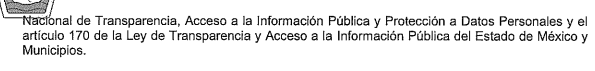 Nacional de Transparencia, Acceso a la Información Pública y Protección a Datos Personales y el
artículo 170 de la Ley de Transparencia y Acceso a la Información Pública del Estado de México y
Municipios.